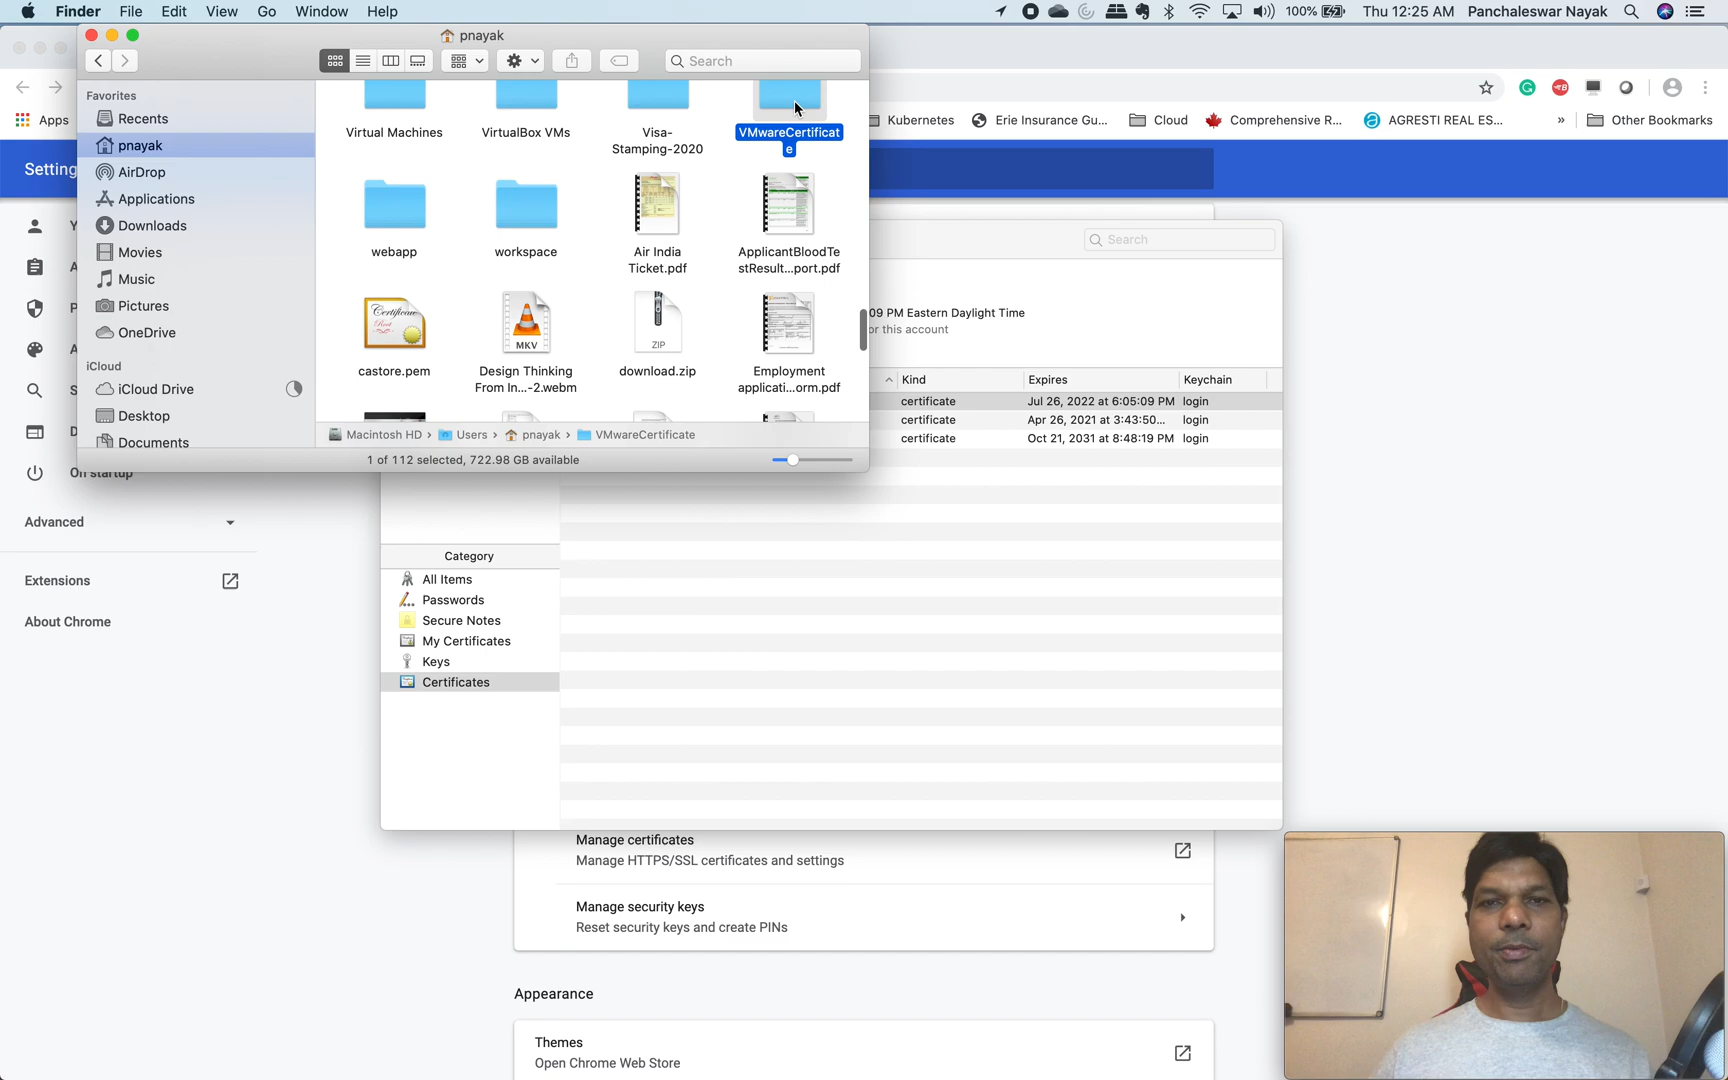 Finder File Edit View Go Window Help
100% Thu 12:25 AM Panchaleswar Nayak
pnayak
Search
Favorites
Recents
pnayak
AirDrop
Applications
Downloads
Movies
Music
Pictures
OneDrive
iCloud
iCloud Drive
Desktop
Documents
Virtual Machines
VirtualBox VMs
Visa-
Stamping-2020
VMwareCertificat
e
webapp
workspace
Air India
Ticket.pdf
ApplicantBloodTe
stResult...port.pdf
castore.pem
MKV
Design Thinking
From In...-2.webm
ZIP
download.zip
Employment
applicati...orm.pdf
Macintosh HD › Users › pnayak › VMwareCertificate
1 of 112 selected, 722.98 GB available
Apps
Kubernetes
Erie Insurance Gu...
Cloud
Comprehensive R...
AGRESTI REAL ES...
»
Other Bookmarks
Setting
Y
A
P
A
S
D
On startup
Advanced
Extensions
About Chrome
Search
09 PM Eastern Daylight Time
or this account
Kind Expires Keychain
certificate Jul 26, 2022 at 6:05:09 PM login
certificate Apr 26, 2021 at 3:43:50... login
certificate Oct 21, 2031 at 8:48:19 PM login
Category
All Items
Passwords
Secure Notes
My Certificates
Keys
Certificates
Manage certificates
Manage HTTPS/SSL certificates and settings
Manage security keys
Reset security keys and create PINs
Appearance
Themes
Open Chrome Web Store